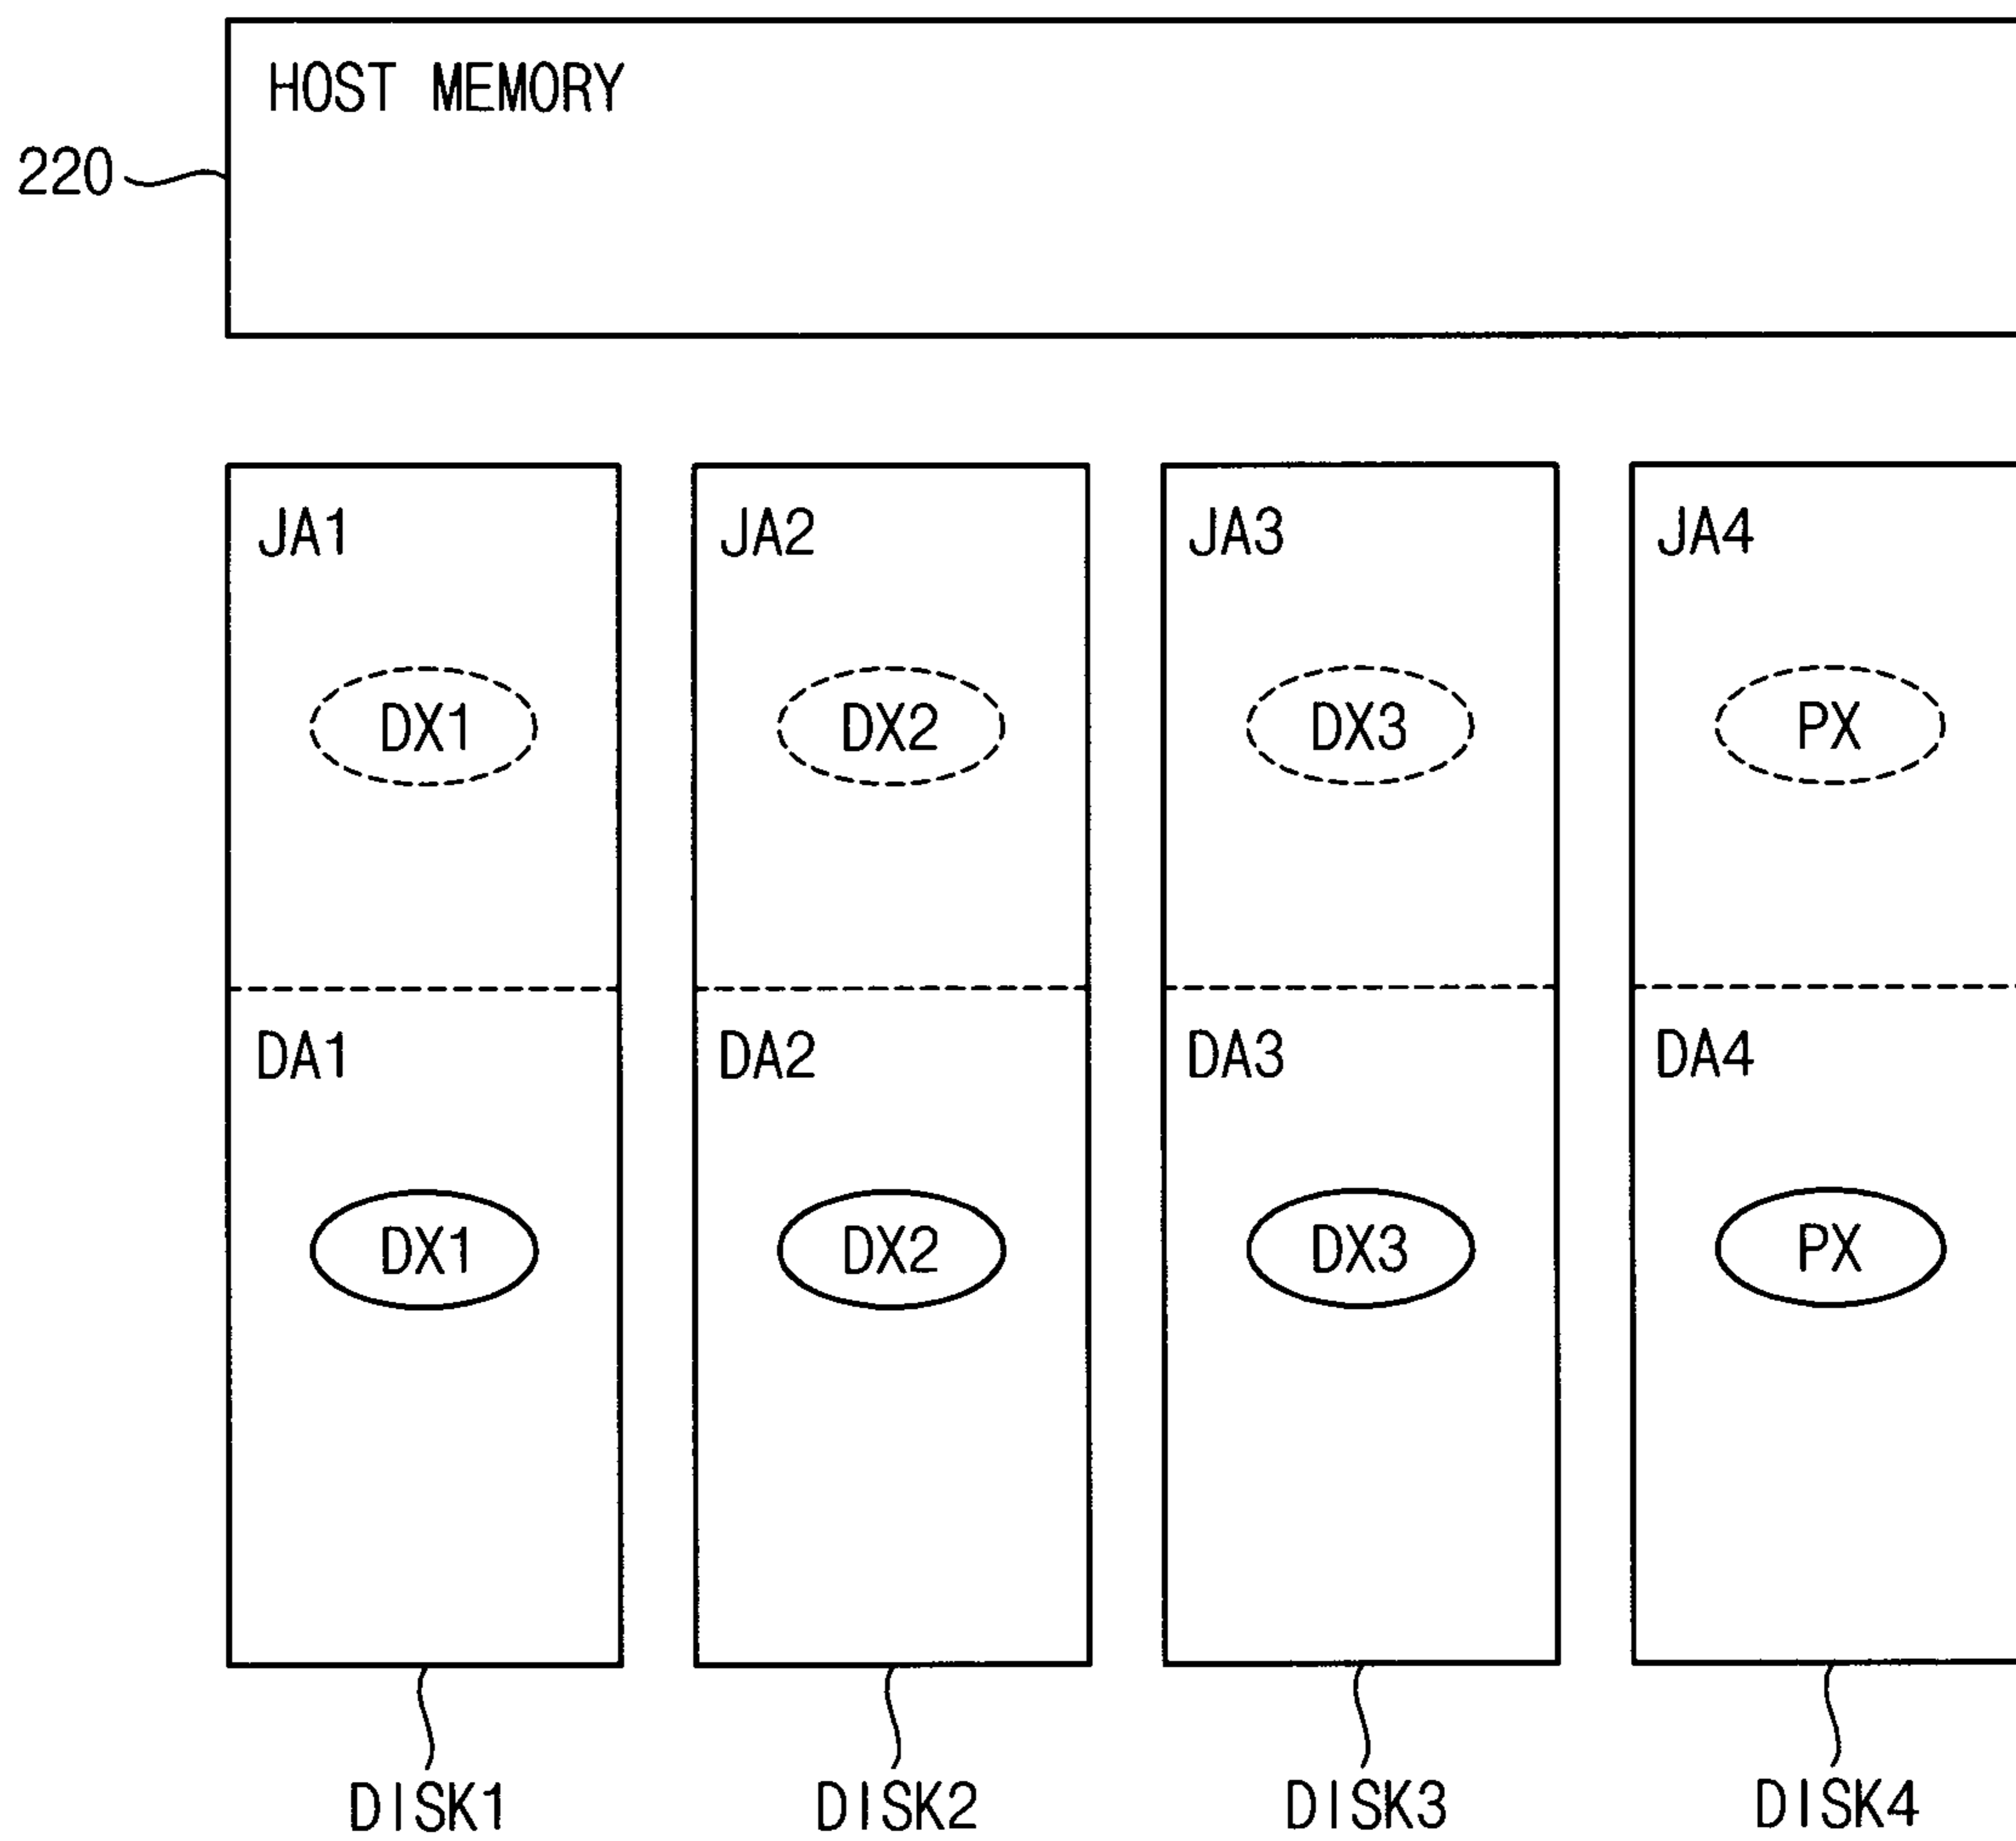 HOST MEMORY
220
JA1 JA2 JA3 JA4
DX1 DX2 DX3 PX
DA1 DA2 DA3 DA4
DX1 DX2 DX3 PX
DISK1 DISK2 DISK3 DISK4